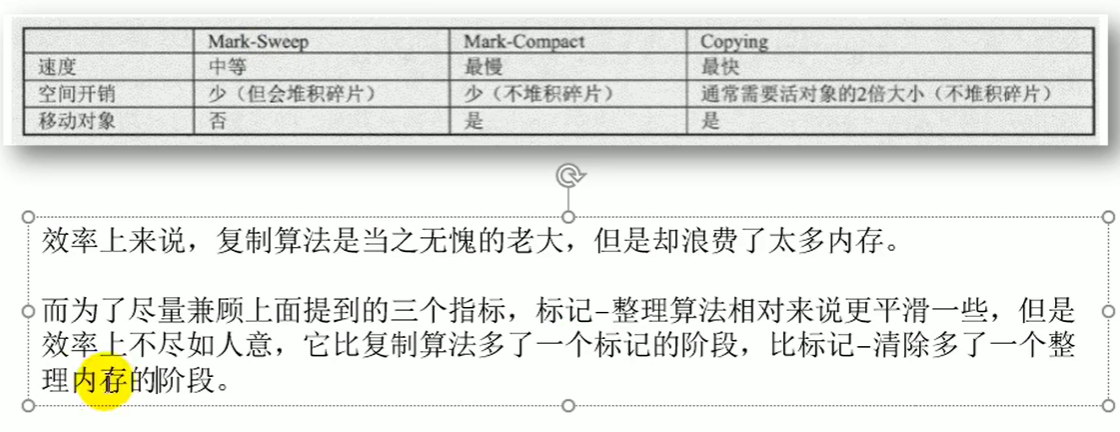 Mark-Sweep Mark-Compact Copying
速度 中等 最慢 最快
空间开销 少（但会堆积碎片） 少（不堆积碎片） 通常需要活对象的2倍大小（不堆积碎片）
移动对象 否 是 是
效率上来说，复制算法是当之无愧的老大，但是却浪费了太多内存。
而为了尽量兼顾上面提到的三个指标，标记-整理算法相对来说更平滑一些，但是
效率上不尽如人意，它比复制算法多了一个标记的阶段，比标记-清除多了一个整
理内存的阶段。